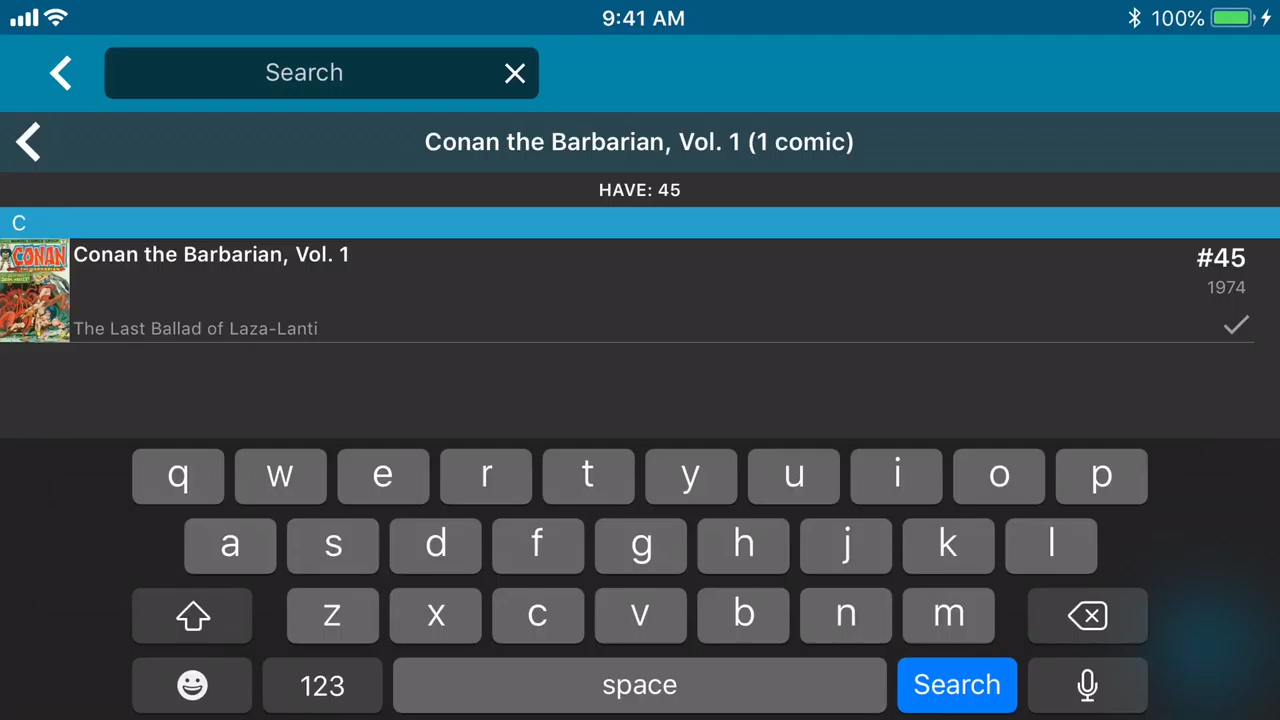 9:41 AM
100%
Search
Conan the Barbarian, Vol. 1 (1 comic)
HAVE: 45
C
CONAN
Conan the Barbarian, Vol. 1
#45
1974
The Last Ballad of Laza-Lanti
q w e r t y u i o p
a s d f g h j k l
z x c v b n m
123 space Search